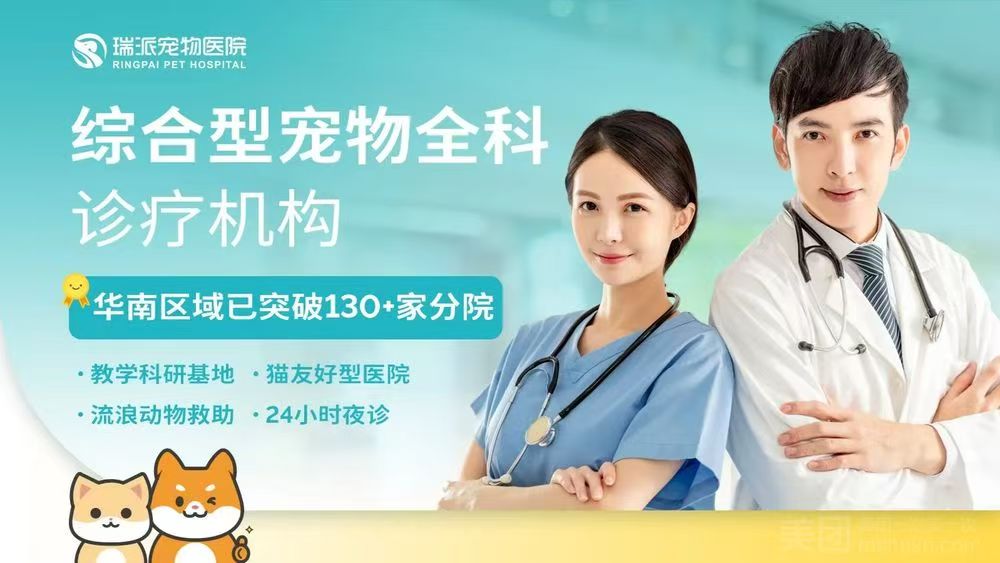 瑞派宠物医院
RINGPAI PET HOSPITAL
综合型宠物全科
诊疗机构
华南区域已突破130+家分院
·教学科研基地 ·猫友好型医院
·流浪动物救助 ·24小时夜诊
美团